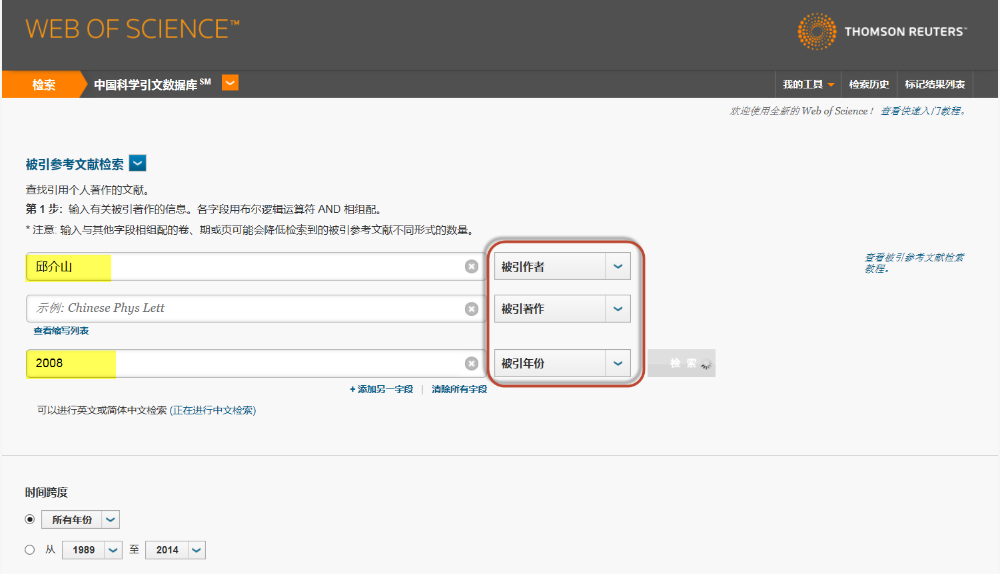 WEB OF SCIENCE™
THOMSON REUTERS™
检索
中国科学引文数据库 SM
我的工具
检索历史
标记结果列表
欢迎使用全新的 Web of Science！ 查看快速入门教程。
被引参考文献检索
查找引用个人著作的文献。
第 1 步: 输入有关被引著作的信息。各字段用布尔逻辑运算符 AND 相组配。
* 注意: 输入与其他字段相组配的卷、期或页可能会降低检索到的被引参考文献不同形式的数量。
邱介山
被引作者
查看被引参考文献检索
教程。
示例: Chinese Phys Lett
被引著作
查看缩写列表
2008
被引年份
检 索
+ 添加另一字段 | 清除所有字段
可以进行英文或简体中文检索 (正在进行中文检索)
时间跨度
所有年份
从 1989 至 2014